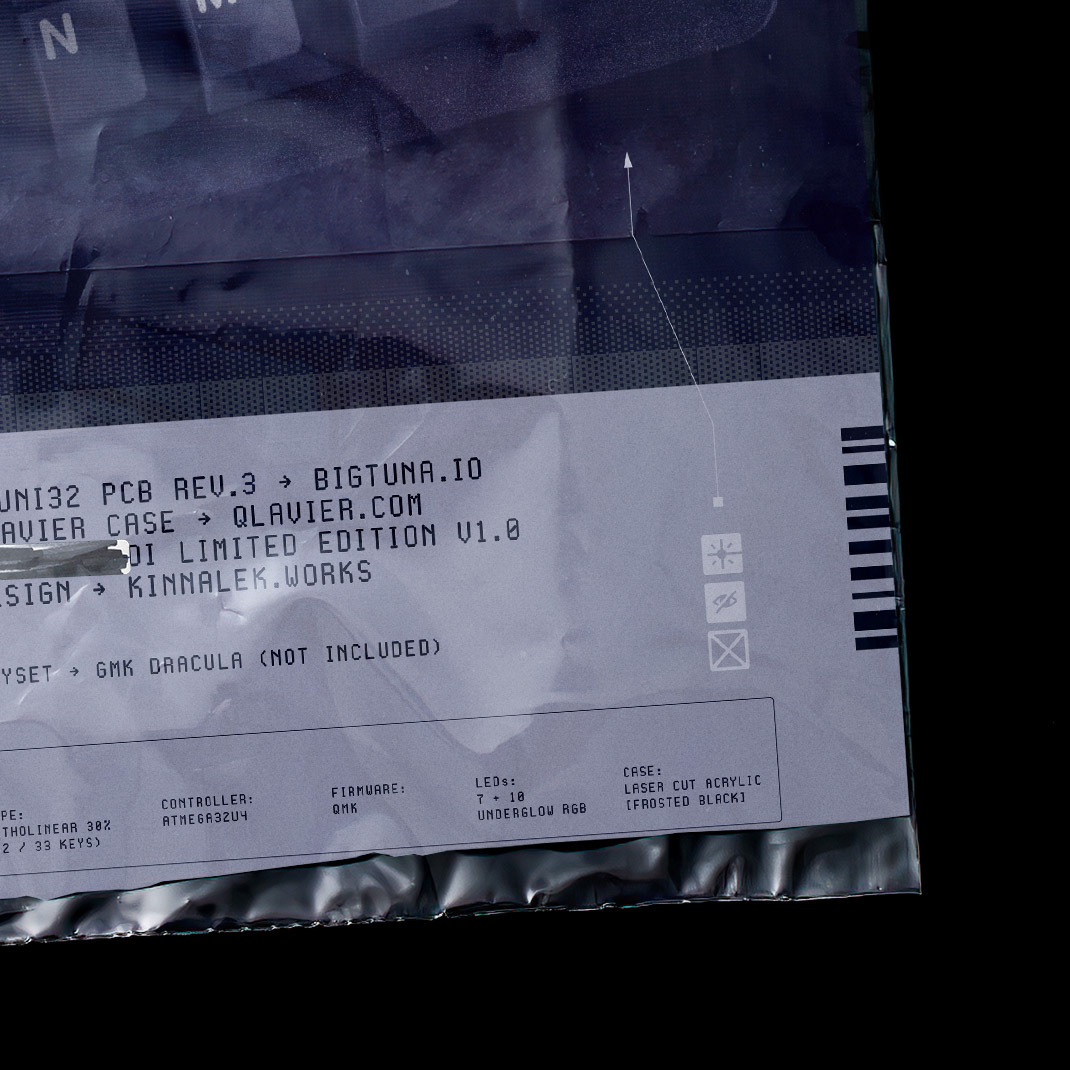 N
UNI32 PCB REV.3 → BIGTUNA.IO
AVIER CASE → QLAVIER.COM
DI LIMITED EDITION V1.0
SIGN → KINNALEK.WORKS
YSET → GMK DRACULA (NOT INCLUDED)
PE:
THOLINEAR 30%
2 / 33 KEYS)
CONTROLLER:
ATMEGA32U4
FIRMWARE:
QMK
LEDs:
7 + 10
UNDERGLOW RGB
CASE:
LASER CUT ACRYLIC
[FROSTED BLACK]